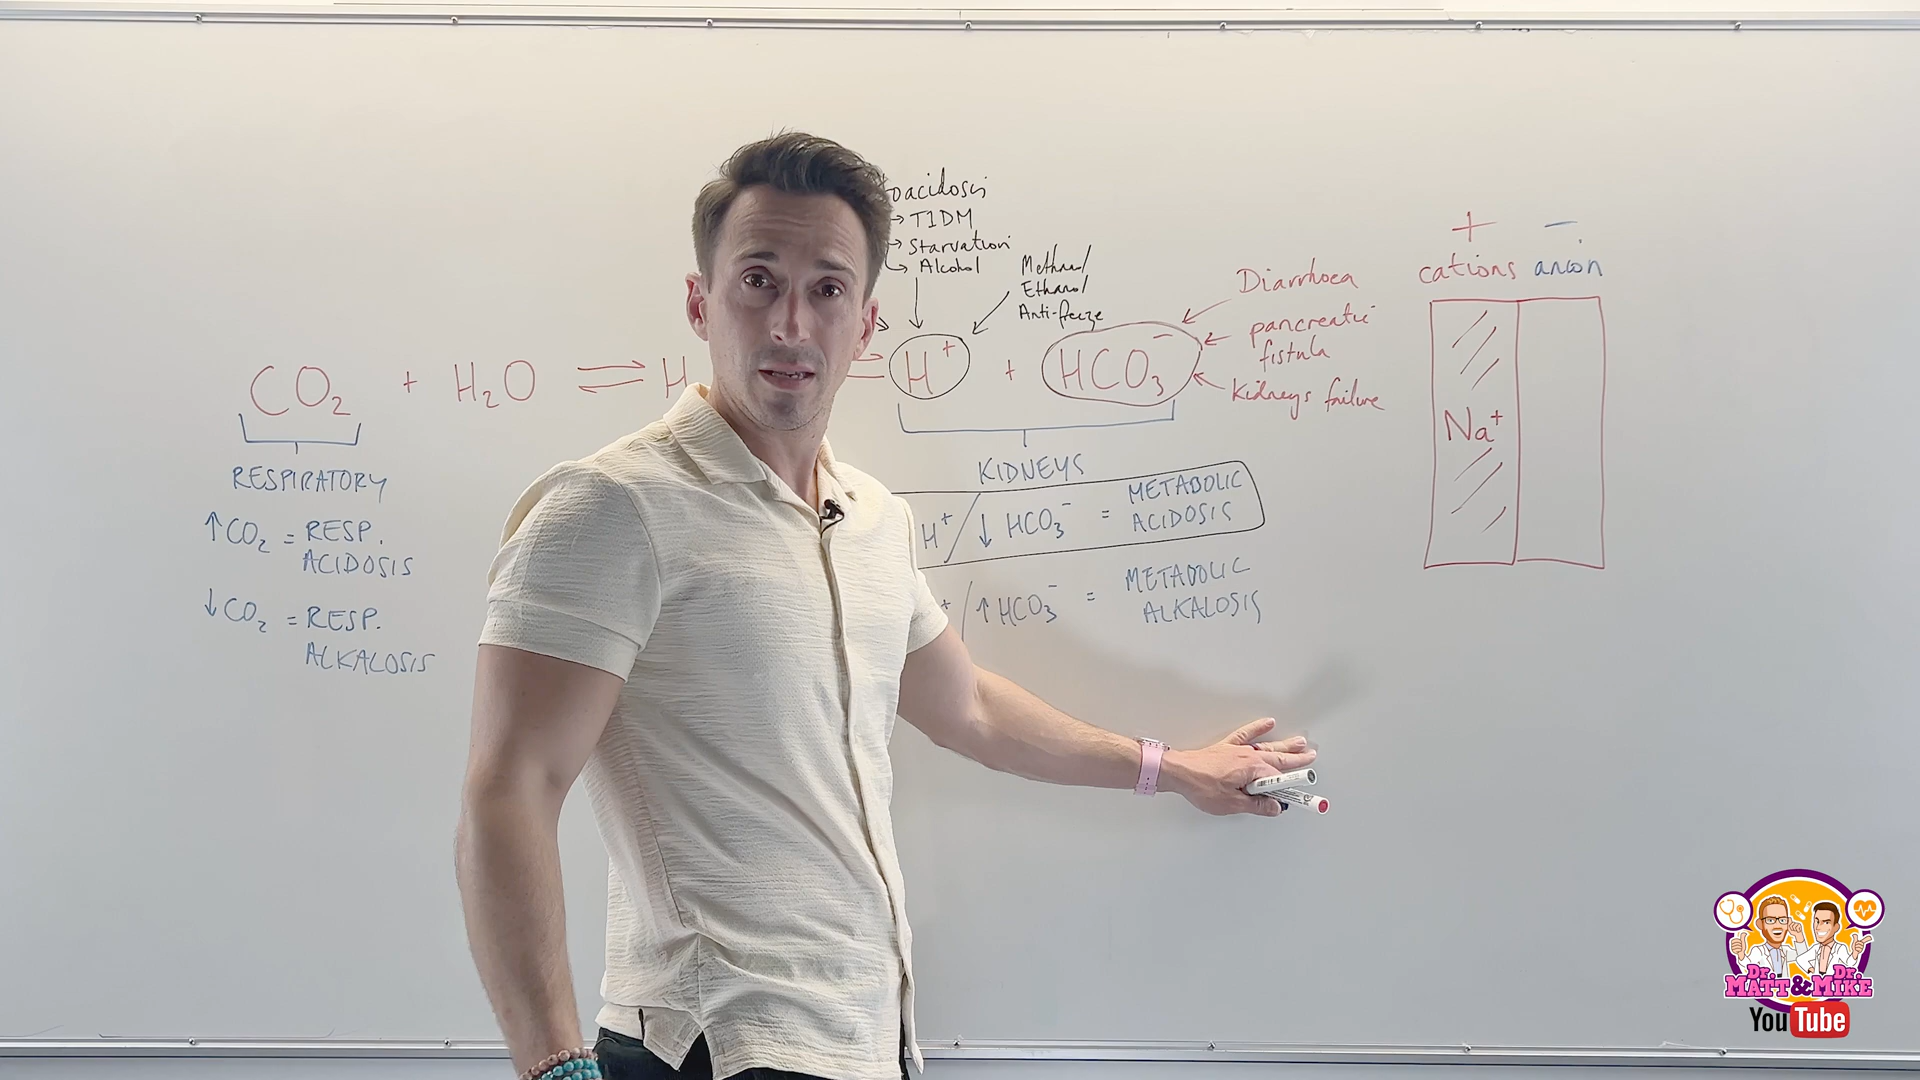 oacidosis
→ T1DM
→ Starvation
↳ Alcohol
Methanol
Ethanol
Anti-freeze
Diarrhoea
pancreatic
fistula
Kidneys failure
+ −
cations anion
CO₂ + H₂O ⇌ H
H⁺ + HCO₃⁻
Na⁺
RESPIRATORY
↑CO₂ = RESP.
ACIDOSIS
↓CO₂ = RESP.
ALKALOSIS
KIDNEYS
H⁺/↓ HCO₃⁻ = METABOLIC
ACIDOSIS
⁺/↑HCO₃⁻ = METABOLIC
ALKALOSIS
Dr. Dr.
MATT & MIKE
YouTube